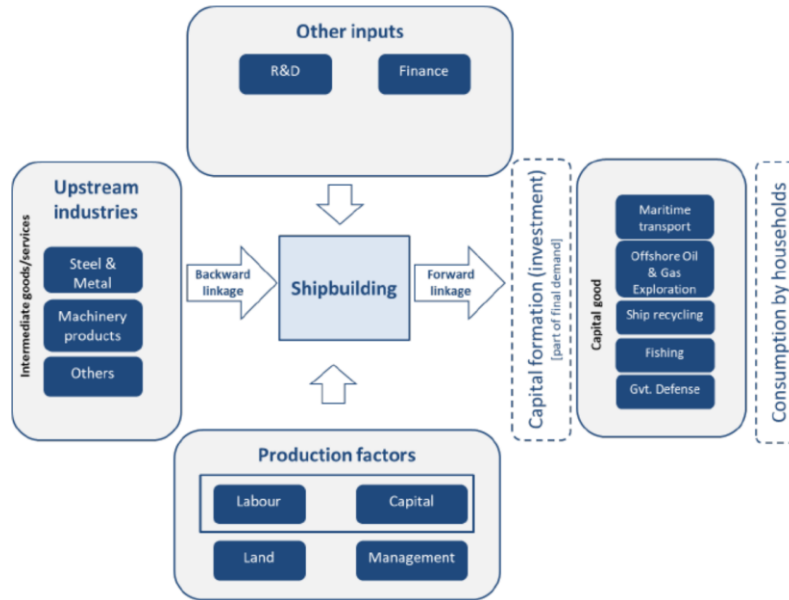 Other inputs
R&D
Finance
Upstream
industries
Intermediate goods/services
Steel &
Metal
Machinery
products
Others
Backward
linkage
Shipbuilding
Forward
linkage
Capital formation (investment)
[part of final demand]
Capital good
Maritime
transport
Offshore Oil
& Gas
Exploration
Ship recycling
Fishing
Gvt. Defense
Consumption by households
Production factors
Labour
Capital
Land
Management